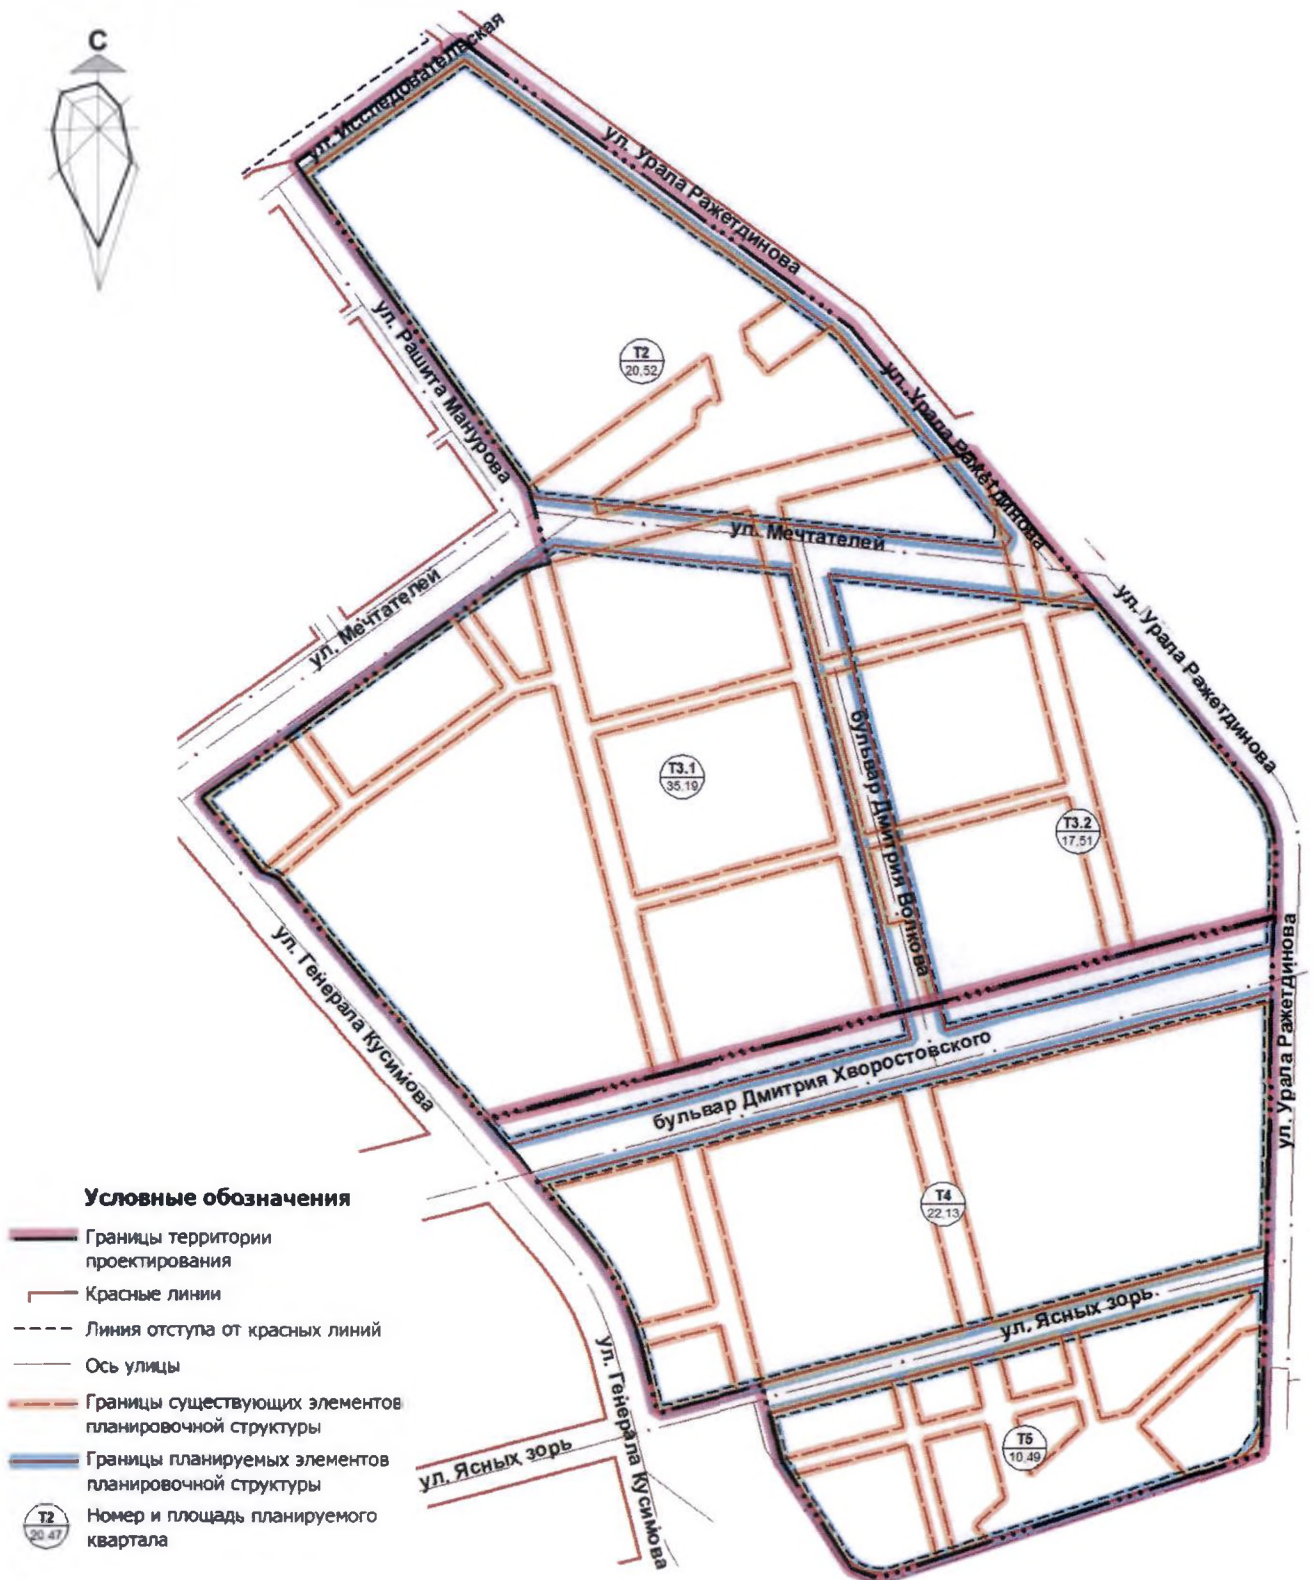 С
ул. Исследовательская
ул. Урала Ражетдинова
ул. Рашита Манурова
Т2
20,52
ул. Урала Ражетдинова
ул. Мечтателей
ул. Мечтателей
ул. Урала Ражетдинова
бульвар Дмитрия Волкова
Т3.1
35,19
Т3.2
17,51
ул. Генерала Кусимова
ул. Урала Ражетдинова
бульвар Дмитрия Хворостовского
Т4
22,13
ул. Ясных зорь
ул. Генерала Кусимова
ул. Ясных зорь
Т5
10,49
Условные обозначения
Границы территории
проектирования
Красные линии
Линия отступа от красных линий
Ось улицы
Границы существующих элементов
планировочной структуры
Границы планируемых элементов
планировочной структуры
Т2
20,47
Номер и площадь планируемого
квартала